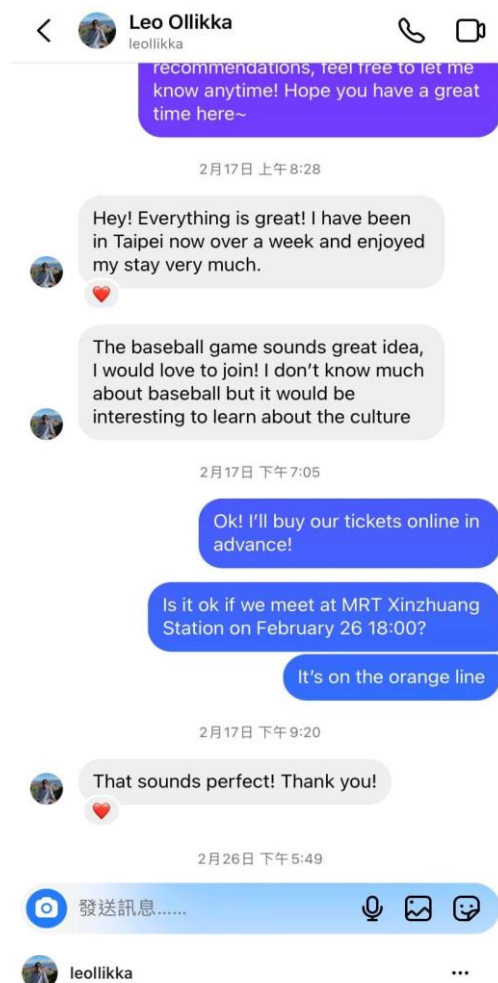 Leo Ollikka
leollikka
recommendations, feel free to let me
know anytime! Hope you have a great
time here~
2月17日 上午8:28
Hey! Everything is great! I have been
in Taipei now over a week and enjoyed
my stay very much.
The baseball game sounds great idea,
I would love to join! I don't know much
about baseball but it would be
interesting to learn about the culture
2月17日 下午7:05
Ok! I'll buy our tickets online in
advance!
Is it ok if we meet at MRT Xinzhuang
Station on February 26 18:00?
It's on the orange line
2月17日 下午9:20
That sounds perfect! Thank you!
2月26日 下午5:49
發送訊息......
leollikka